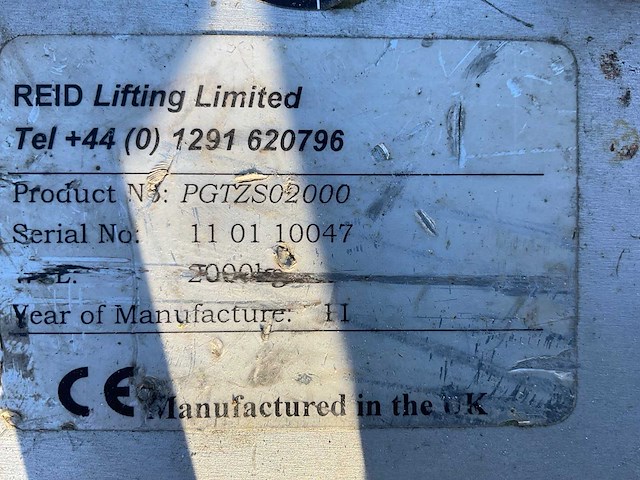 REID Lifting Limited
Tel +44 (0) 1291 620796
Product No: PGTZS02000
Serial No: 11 01 10047
2000kg
Year of Manufacture: 11
CE Manufactured in the UK